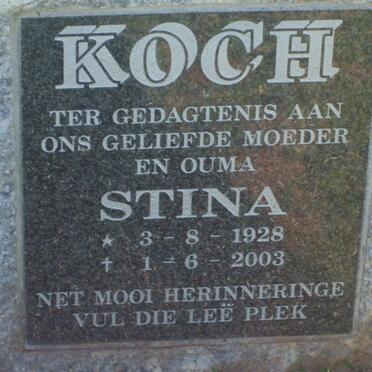 KOCH
TER GEDAGTENIS AAN
ONS GELIEFDE MOEDER
EN OUMA
STINA
★ 3 - 8 - 1928
✝ 1 - 6 - 2003
NET MOOI HERINNERINGE
VUL DIE LEË PLEK